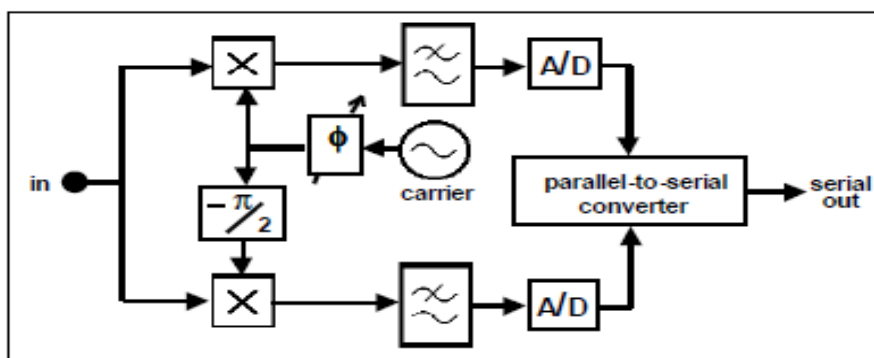 A/D
ϕ
in
carrier
parallel-to-serial
converter
serial
out
− π/2
A/D